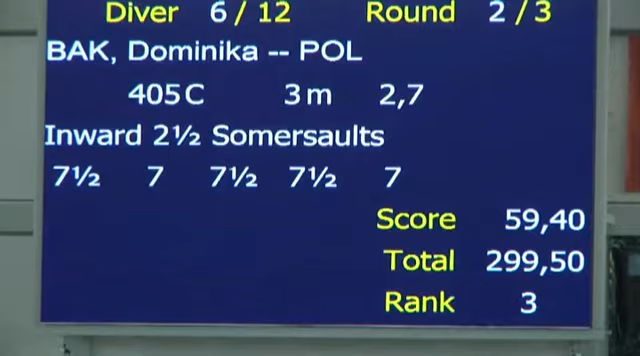 Diver 6 / 12 Round 2 / 3
BAK, Dominika -- POL
405C 3m 2,7
Inward 2½ Somersaults
7½ 7 7½ 7½ 7
Score 59,40
Total 299,50
Rank 3